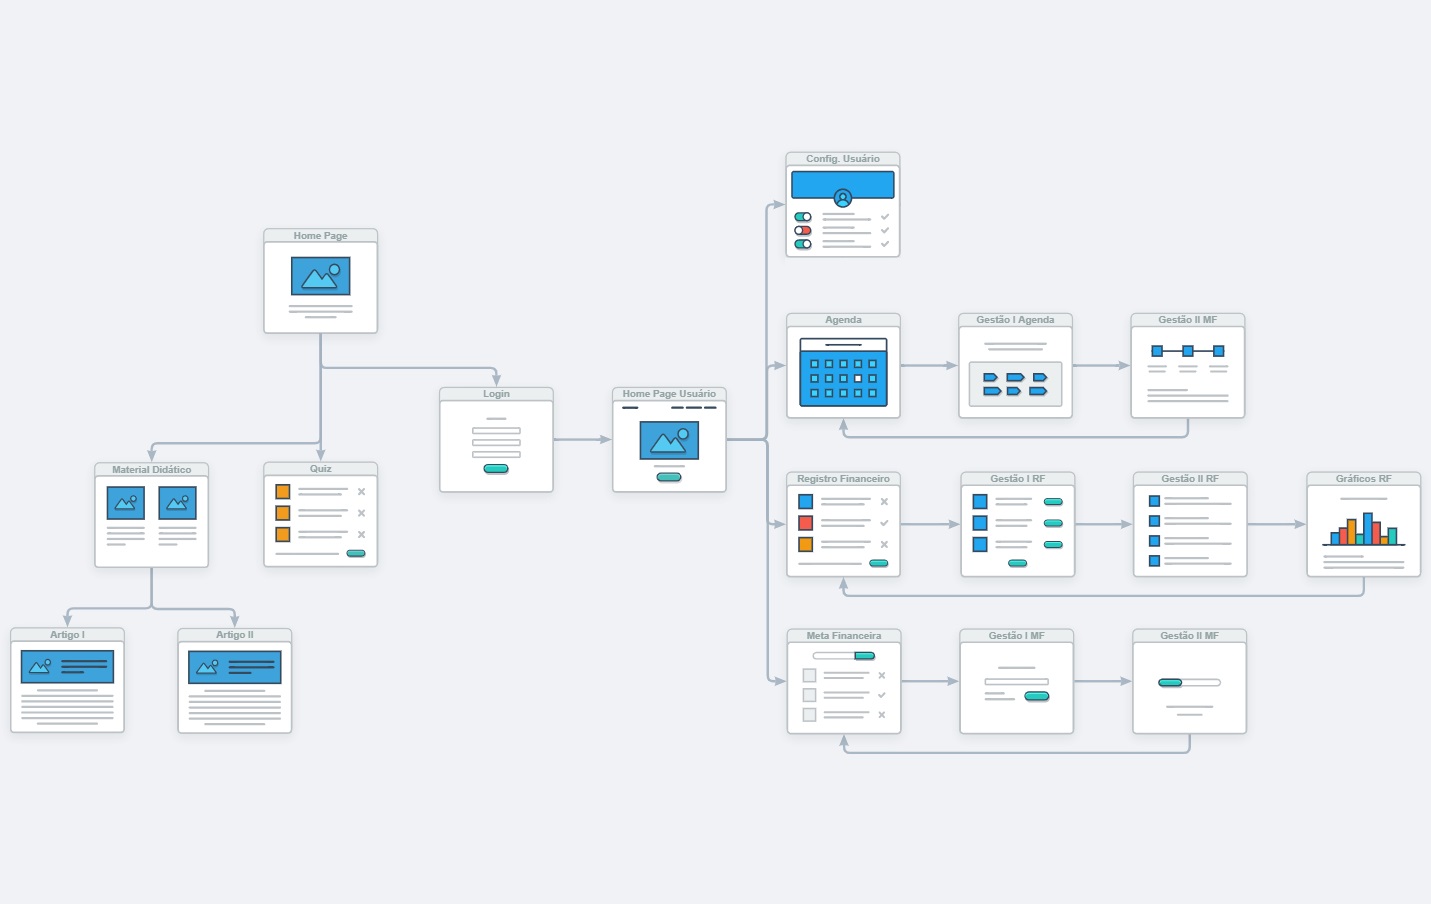 Config. Usuário
Home Page
Agenda
Gestão I Agenda
Gestão II MF
Login
Home Page Usuário
Material Didático
Quiz
Registro Financeiro
Gestão I RF
Gestão II RF
Gráficos RF
Artigo I
Artigo II
Meta Financeira
Gestão I MF
Gestão II MF